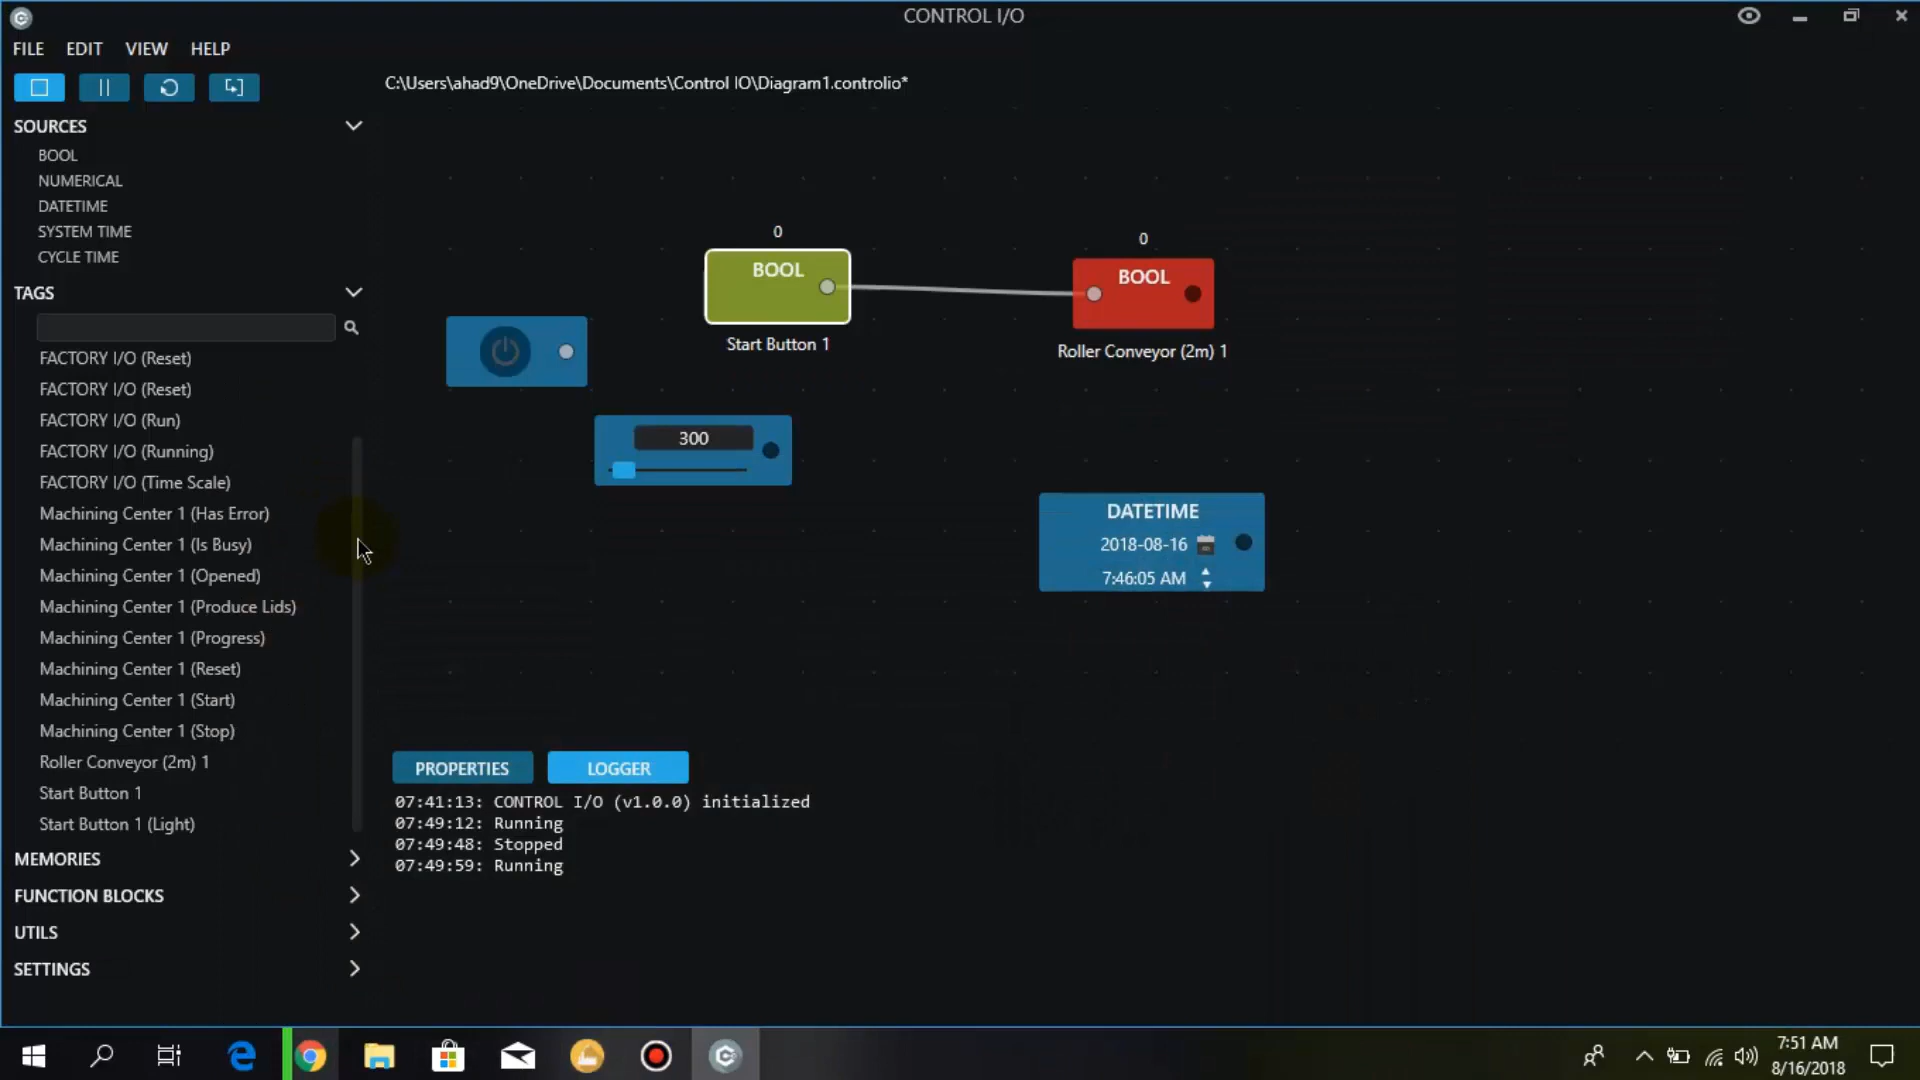 CONTROL I/O
FILE EDIT VIEW HELP
C:\Users\ahad9\OneDrive\Documents\Control IO\Diagram1.controlio*
SOURCES
BOOL
NUMERICAL
DATETIME
SYSTEM TIME
CYCLE TIME
TAGS
FACTORY I/O (Reset)
FACTORY I/O (Reset)
FACTORY I/O (Run)
FACTORY I/O (Running)
FACTORY I/O (Time Scale)
Machining Center 1 (Has Error)
Machining Center 1 (Is Busy)
Machining Center 1 (Opened)
Machining Center 1 (Produce Lids)
Machining Center 1 (Progress)
Machining Center 1 (Reset)
Machining Center 1 (Start)
Machining Center 1 (Stop)
Roller Conveyor (2m) 1
Start Button 1
Start Button 1 (Light)
MEMORIES
FUNCTION BLOCKS
UTILS
SETTINGS
0
BOOL
Start Button 1
0
BOOL
Roller Conveyor (2m) 1
300
DATETIME
2018-08-16
7:46:05 AM
PROPERTIES LOGGER
07:41:13: CONTROL I/O (v1.0.0) initialized
07:49:12: Running
07:49:48: Stopped
07:49:59: Running
7:51 AM
8/16/2018